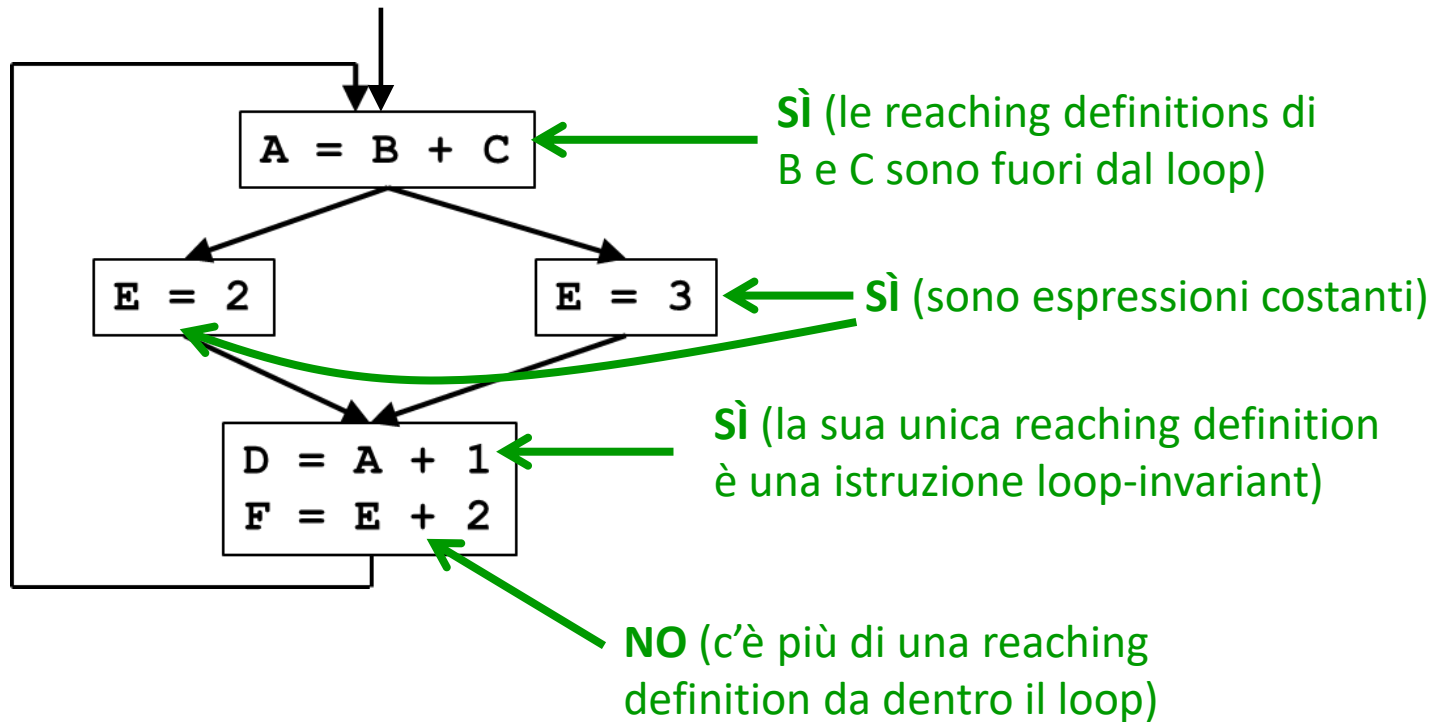 A = B + C
SÌ (le reaching definitions di
B e C sono fuori dal loop)
E = 2
E = 3
SÌ (sono espressioni costanti)
D = A + 1
F = E + 2
SÌ (la sua unica reaching definition
è una istruzione loop-invariant)
NO (c’è più di una reaching
definition da dentro il loop)